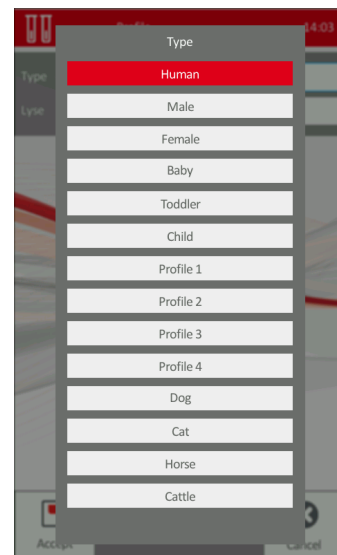 Profile
14:03
Type
Type
Human
Lyse
Male
Female
Baby
Toddler
Child
Profile 1
Profile 2
Profile 3
Profile 4
Dog
Cat
Horse
Cattle
Accept
Cancel